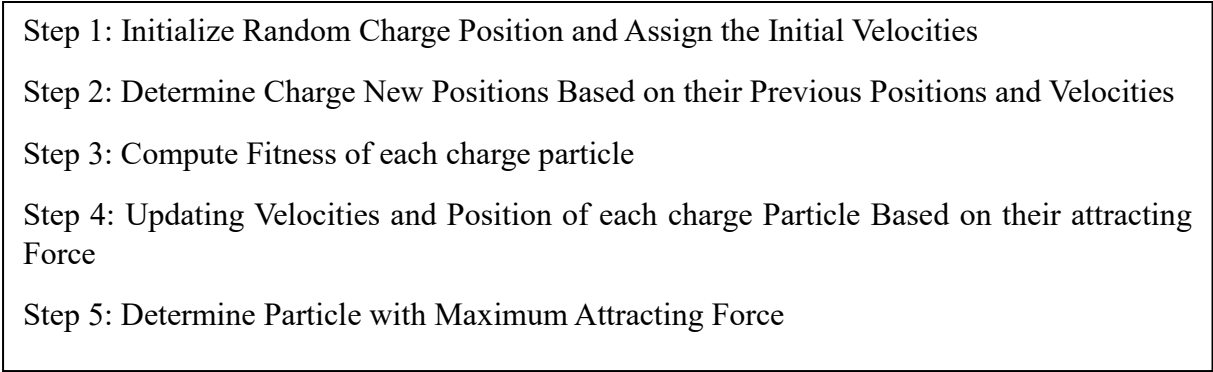 Step 1: Initialize Random Charge Position and Assign the Initial Velocities
Step 2: Determine Charge New Positions Based on their Previous Positions and Velocities
Step 3: Compute Fitness of each charge particle
Step 4: Updating Velocities and Position of each charge Particle Based on their attracting
Force
Step 5: Determine Particle with Maximum Attracting Force